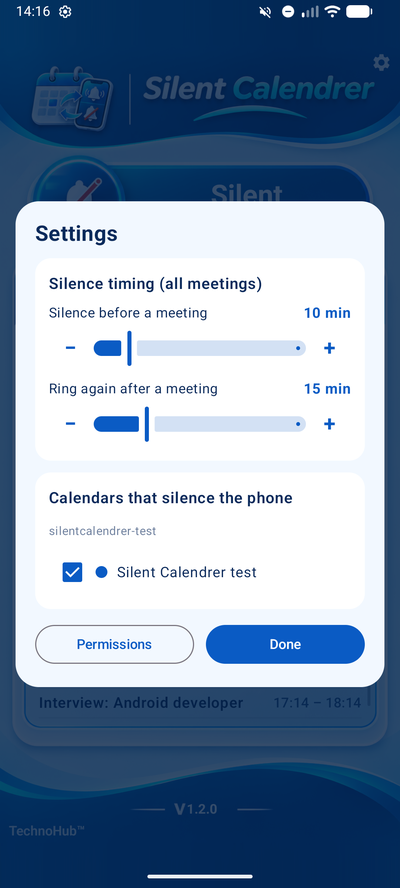 14:16
Silent Calendrer
Silent
Settings
Silence timing (all meetings)
Silence before a meeting 10 min
− +
Ring again after a meeting 15 min
− +
Calendars that silence the phone
silentcalendrer-test
Silent Calendrer test
Permissions Done
Interview: Android developer 17:14 – 18:14
V1.2.0
TechnoHub™